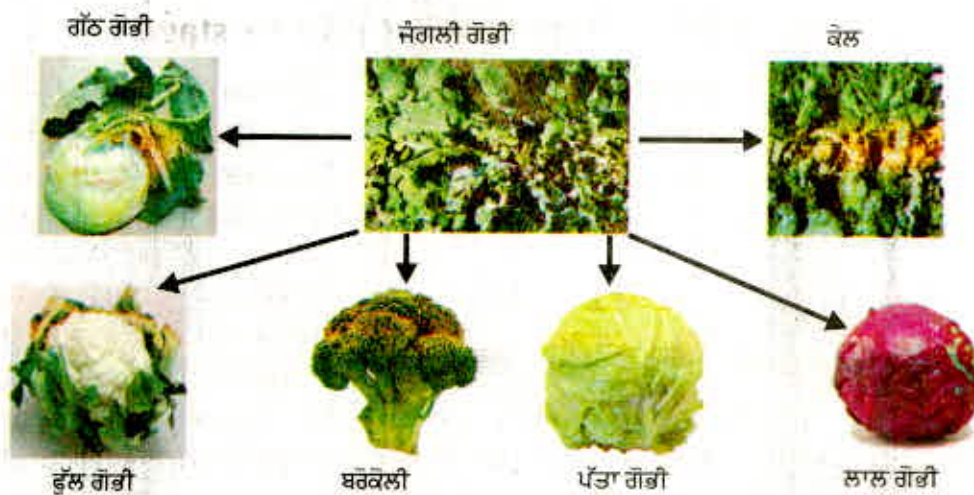 ਗੱਠ ਗੋਭੀ
ਜੰਗਲੀ ਗੋਭੀ
ਕੇਲ
ਫੁੱਲ ਗੋਭੀ
ਬਰੋਕੋਲੀ
ਪੱਤਾ ਗੋਭੀ
ਲਾਲ ਗੋਭੀ